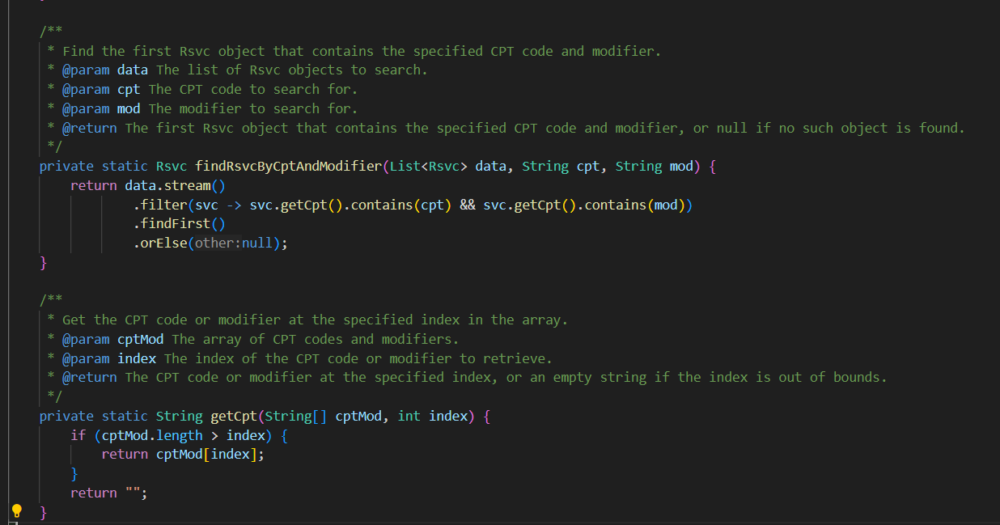 /**
 * Find the first Rsvc object that contains the specified CPT code and modifier.
 * @param data The list of Rsvc objects to search.
 * @param cpt The CPT code to search for.
 * @param mod The modifier to search for.
 * @return The first Rsvc object that contains the specified CPT code and modifier, or null if no such object is found.
 */
private static Rsvc findRsvcByCptAndModifier(List<Rsvc> data, String cpt, String mod) {
    return data.stream()
            .filter(svc -> svc.getCpt().contains(cpt) && svc.getCpt().contains(mod))
            .findFirst()
            .orElse(other:null);
}
/**
 * Get the CPT code or modifier at the specified index in the array.
 * @param cptMod The array of CPT codes and modifiers.
 * @param index The index of the CPT code or modifier to retrieve.
 * @return The CPT code or modifier at the specified index, or an empty string if the index is out of bounds.
 */
private static String getCpt(String[] cptMod, int index) {
    if (cptMod.length > index) {
        return cptMod[index];
    }
    return "";
}